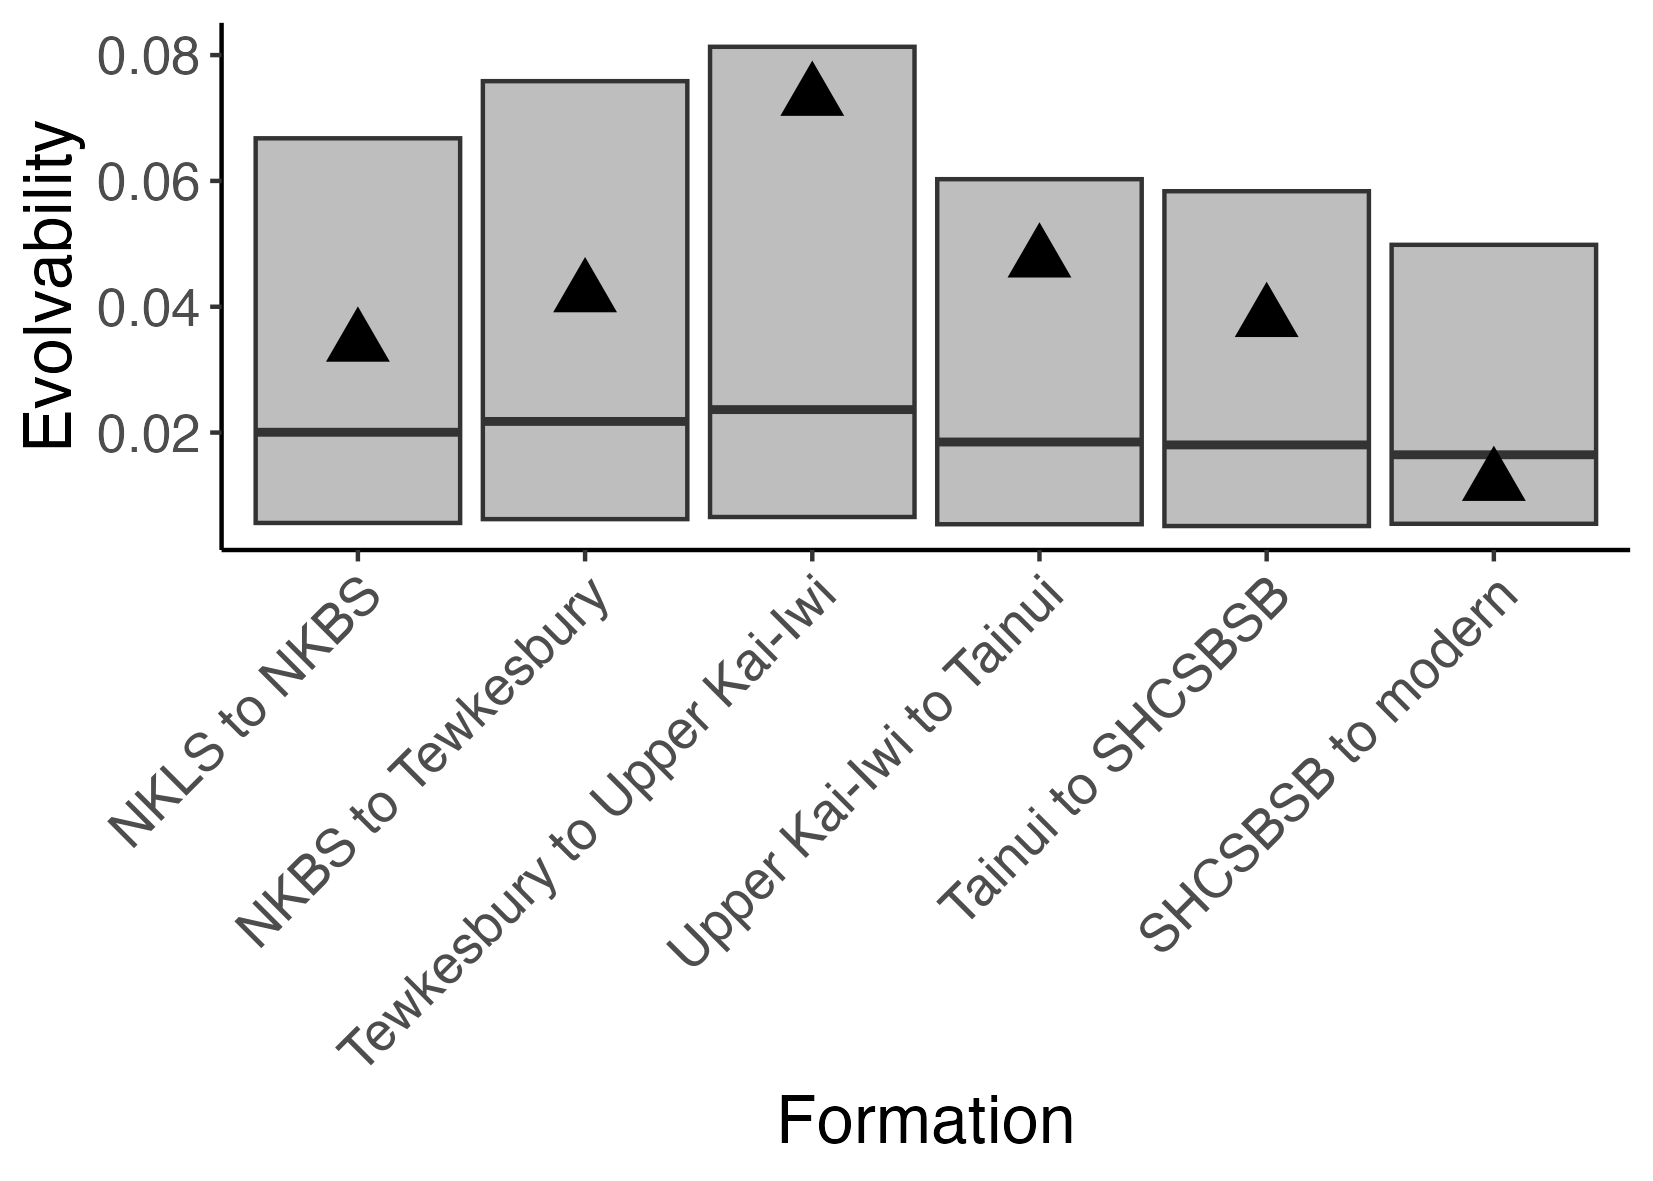 Evolvability
0.08
0.06
0.04
0.02
NKLS to NKBS
NKBS to Tewkesbury
Tewkesbury to Upper Kai-Iwi
Upper Kai-Iwi to Tainui
Tainui to SHCSBSB
SHCSBSB to modern
Formation